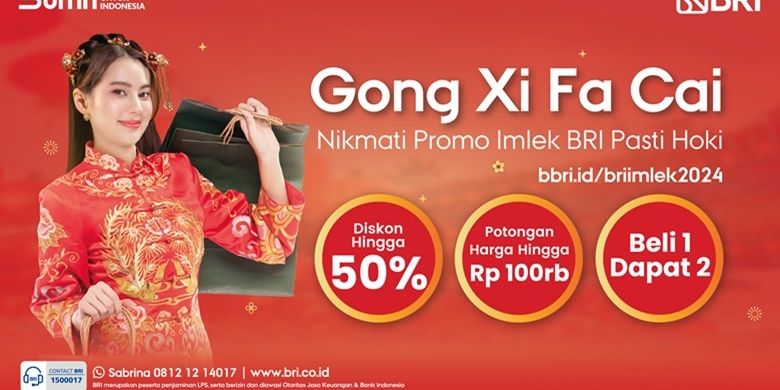 INDONESIA
BRI
Gong Xi Fa Cai
Nikmati Promo Imlek BRI Pasti Hoki
bbri.id/briimlek2024
Diskon
Hingga
50%
Potongan
Harga Hingga
Rp 100rb
Beli 1
Dapat 2
CONTACT BRI
1500017
Sabrina 0812 12 14017 | www.bri.co.id
BRI merupakan peserta penjaminan LPS, serta berizin dan diawasi Otoritas Jasa Keuangan & Bank Indonesia